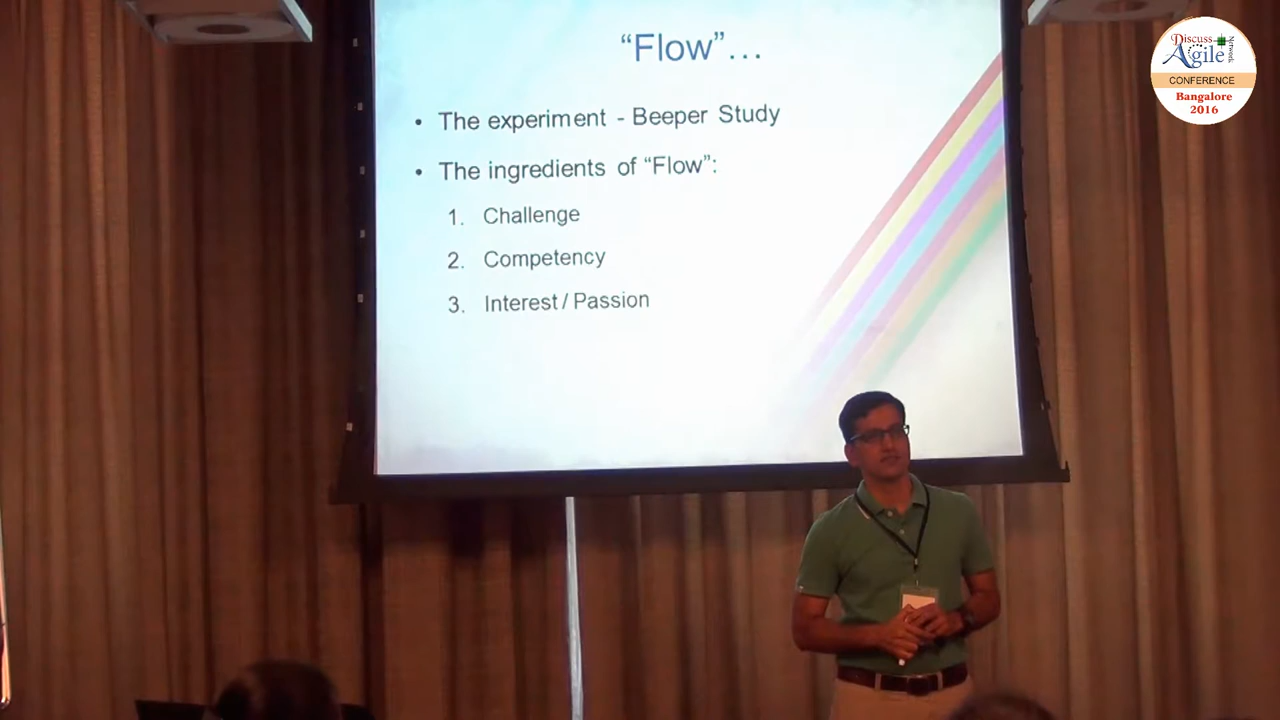 “Flow”…
• The experiment - Beeper Study
• The ingredients of “Flow”:
1. Challenge
2. Competency
3. Interest / Passion
Discuss
Agile
Network
CONFERENCE
Bangalore
2016